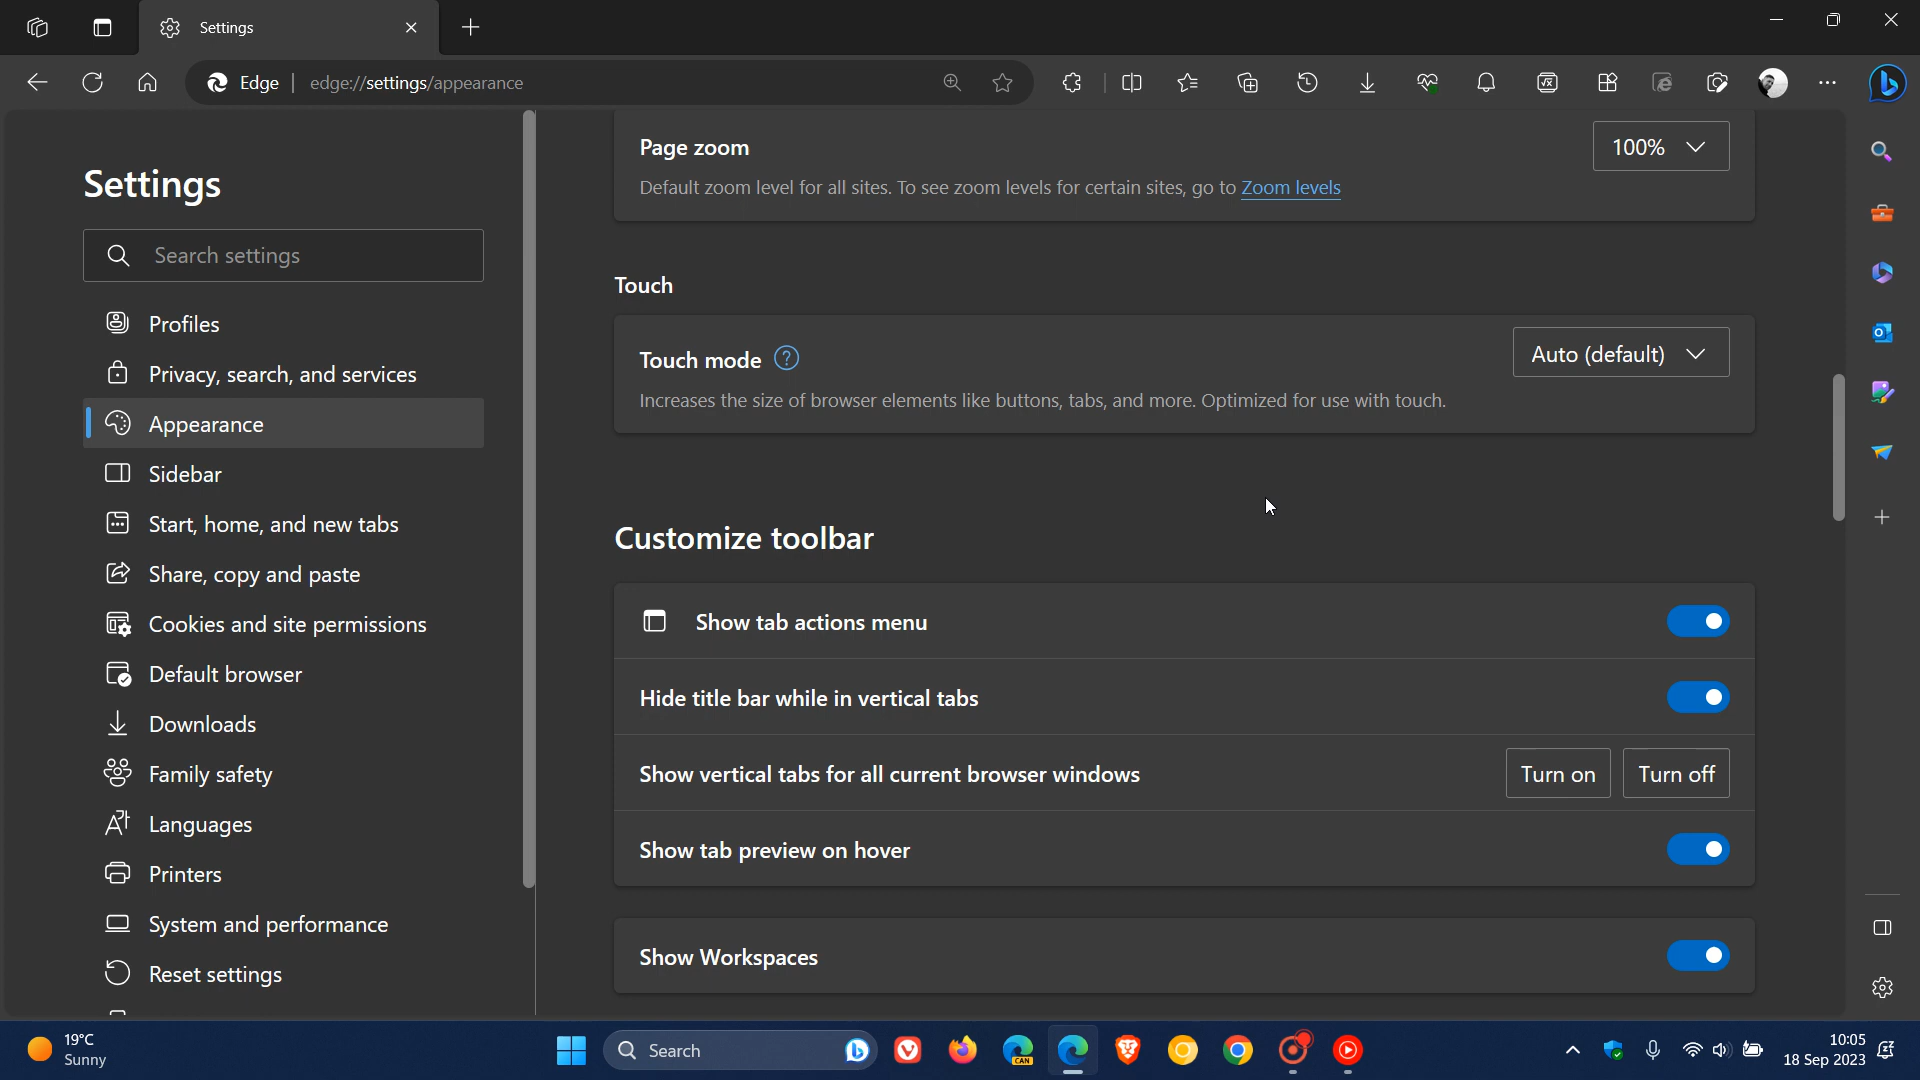 Settings
Edge
edge://settings/appearance
Settings
Search settings
Profiles
Privacy, search, and services
Appearance
Sidebar
Start, home, and new tabs
Share, copy and paste
Cookies and site permissions
Default browser
Downloads
Family safety
Languages
Printers
System and performance
Reset settings
Page zoom
100%
Default zoom level for all sites. To see zoom levels for certain sites, go to Zoom levels
Touch
Touch mode
Auto (default)
Increases the size of browser elements like buttons, tabs, and more. Optimized for use with touch.
Customize toolbar
Show tab actions menu
Hide title bar while in vertical tabs
Show vertical tabs for all current browser windows
Turn on
Turn off
Show tab preview on hover
Show Workspaces
19°C
Sunny
Search
CAN
10:05
18 Sep 2023